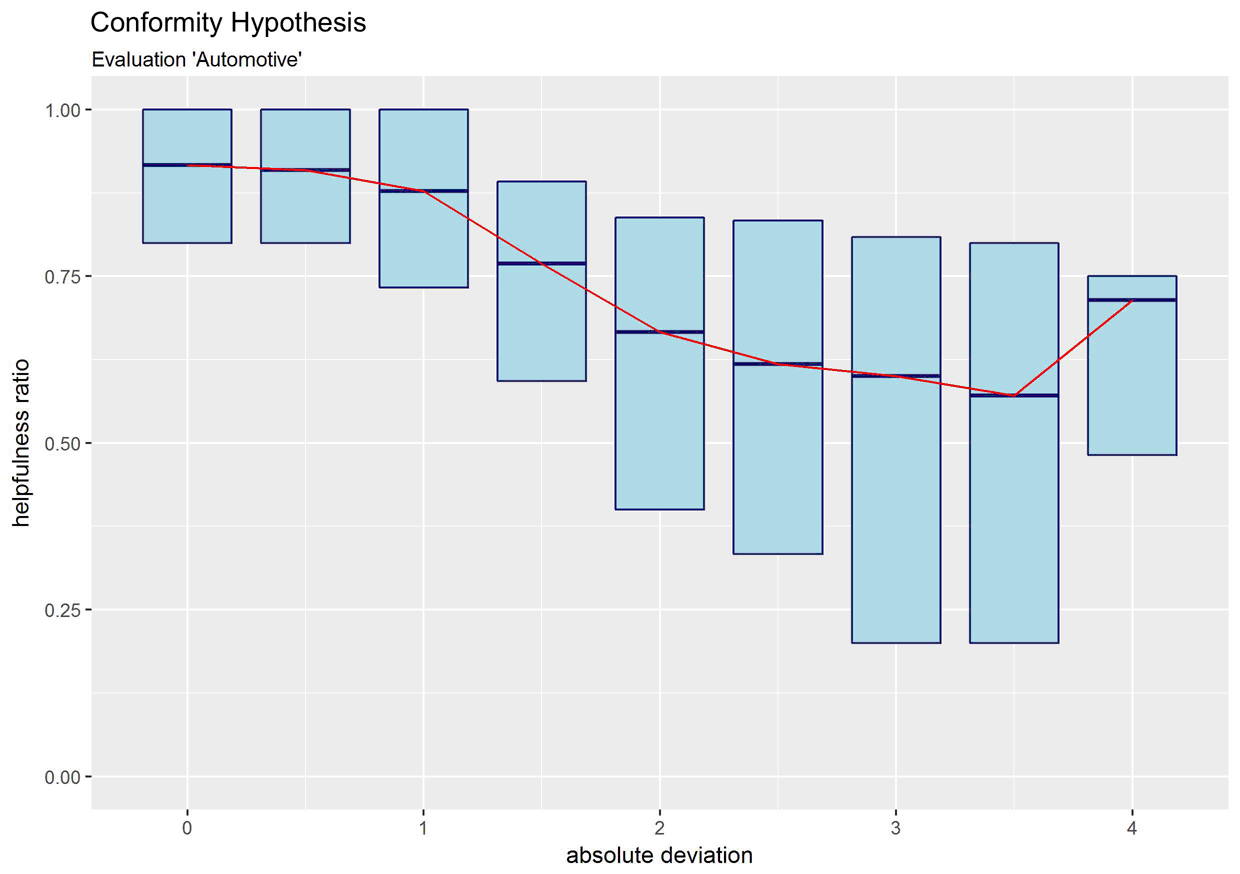 Conformity Hypothesis
Evaluation 'Automotive'
1.00
0.75
0.50
0.25
0.00
helpfulness ratio
0 1 2 3 4
absolute deviation